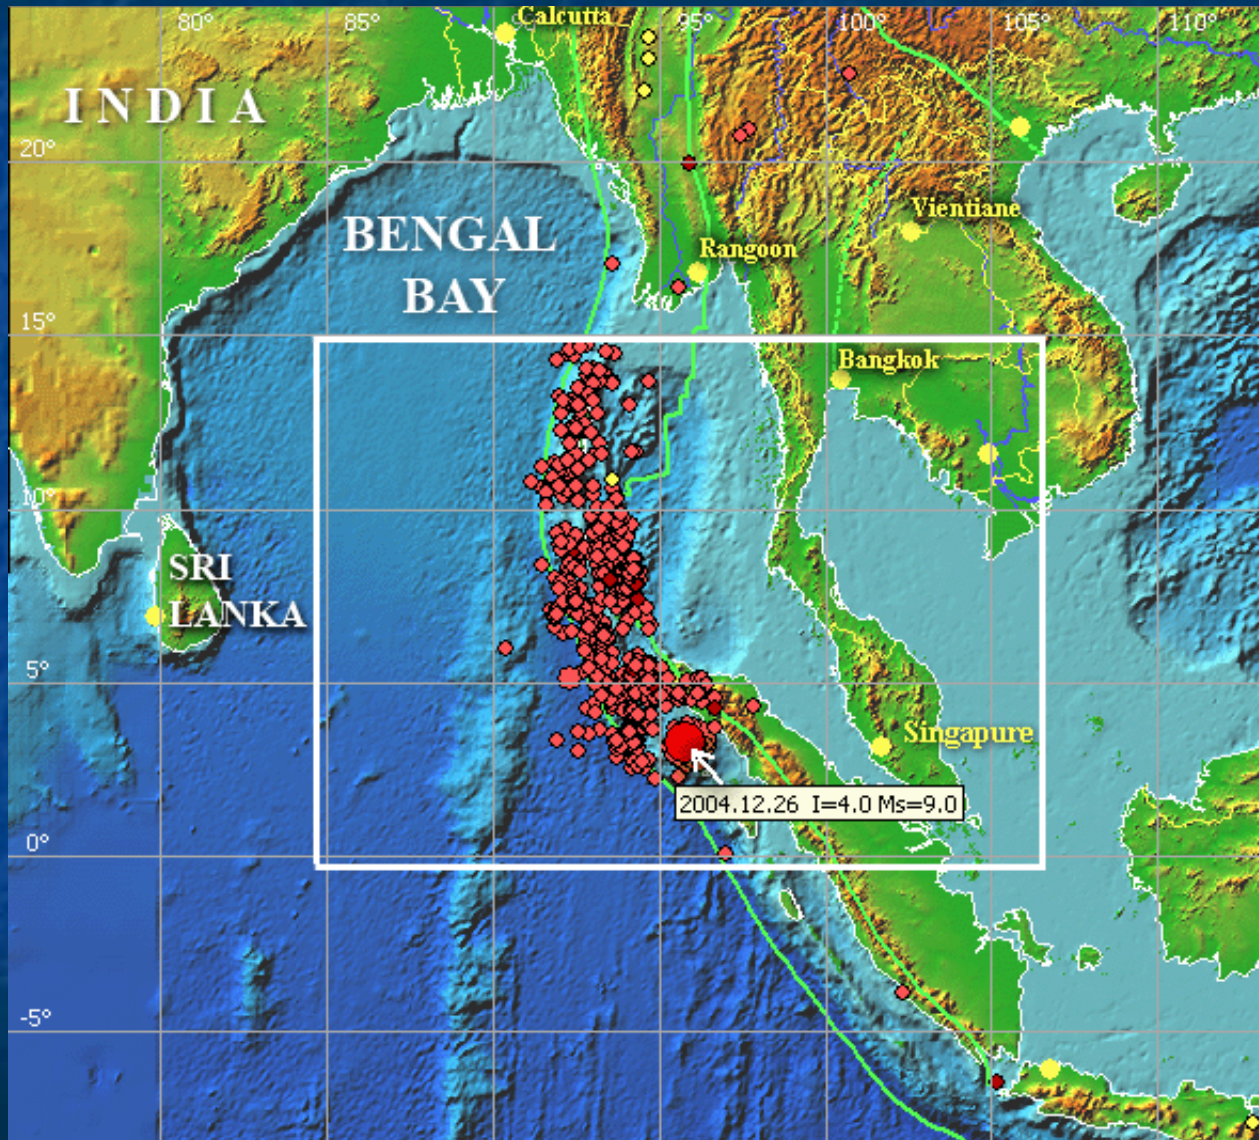 80°
85°
95°
100°
105°
110°
Calcutta
INDIA
20°
Vientiane
BENGAL
BAY
Rangoon
15°
Bangkok
10°
SRI
LANKA
5°
Singapure
2004.12.26 I=4.0 Ms=9.0
0°
-5°